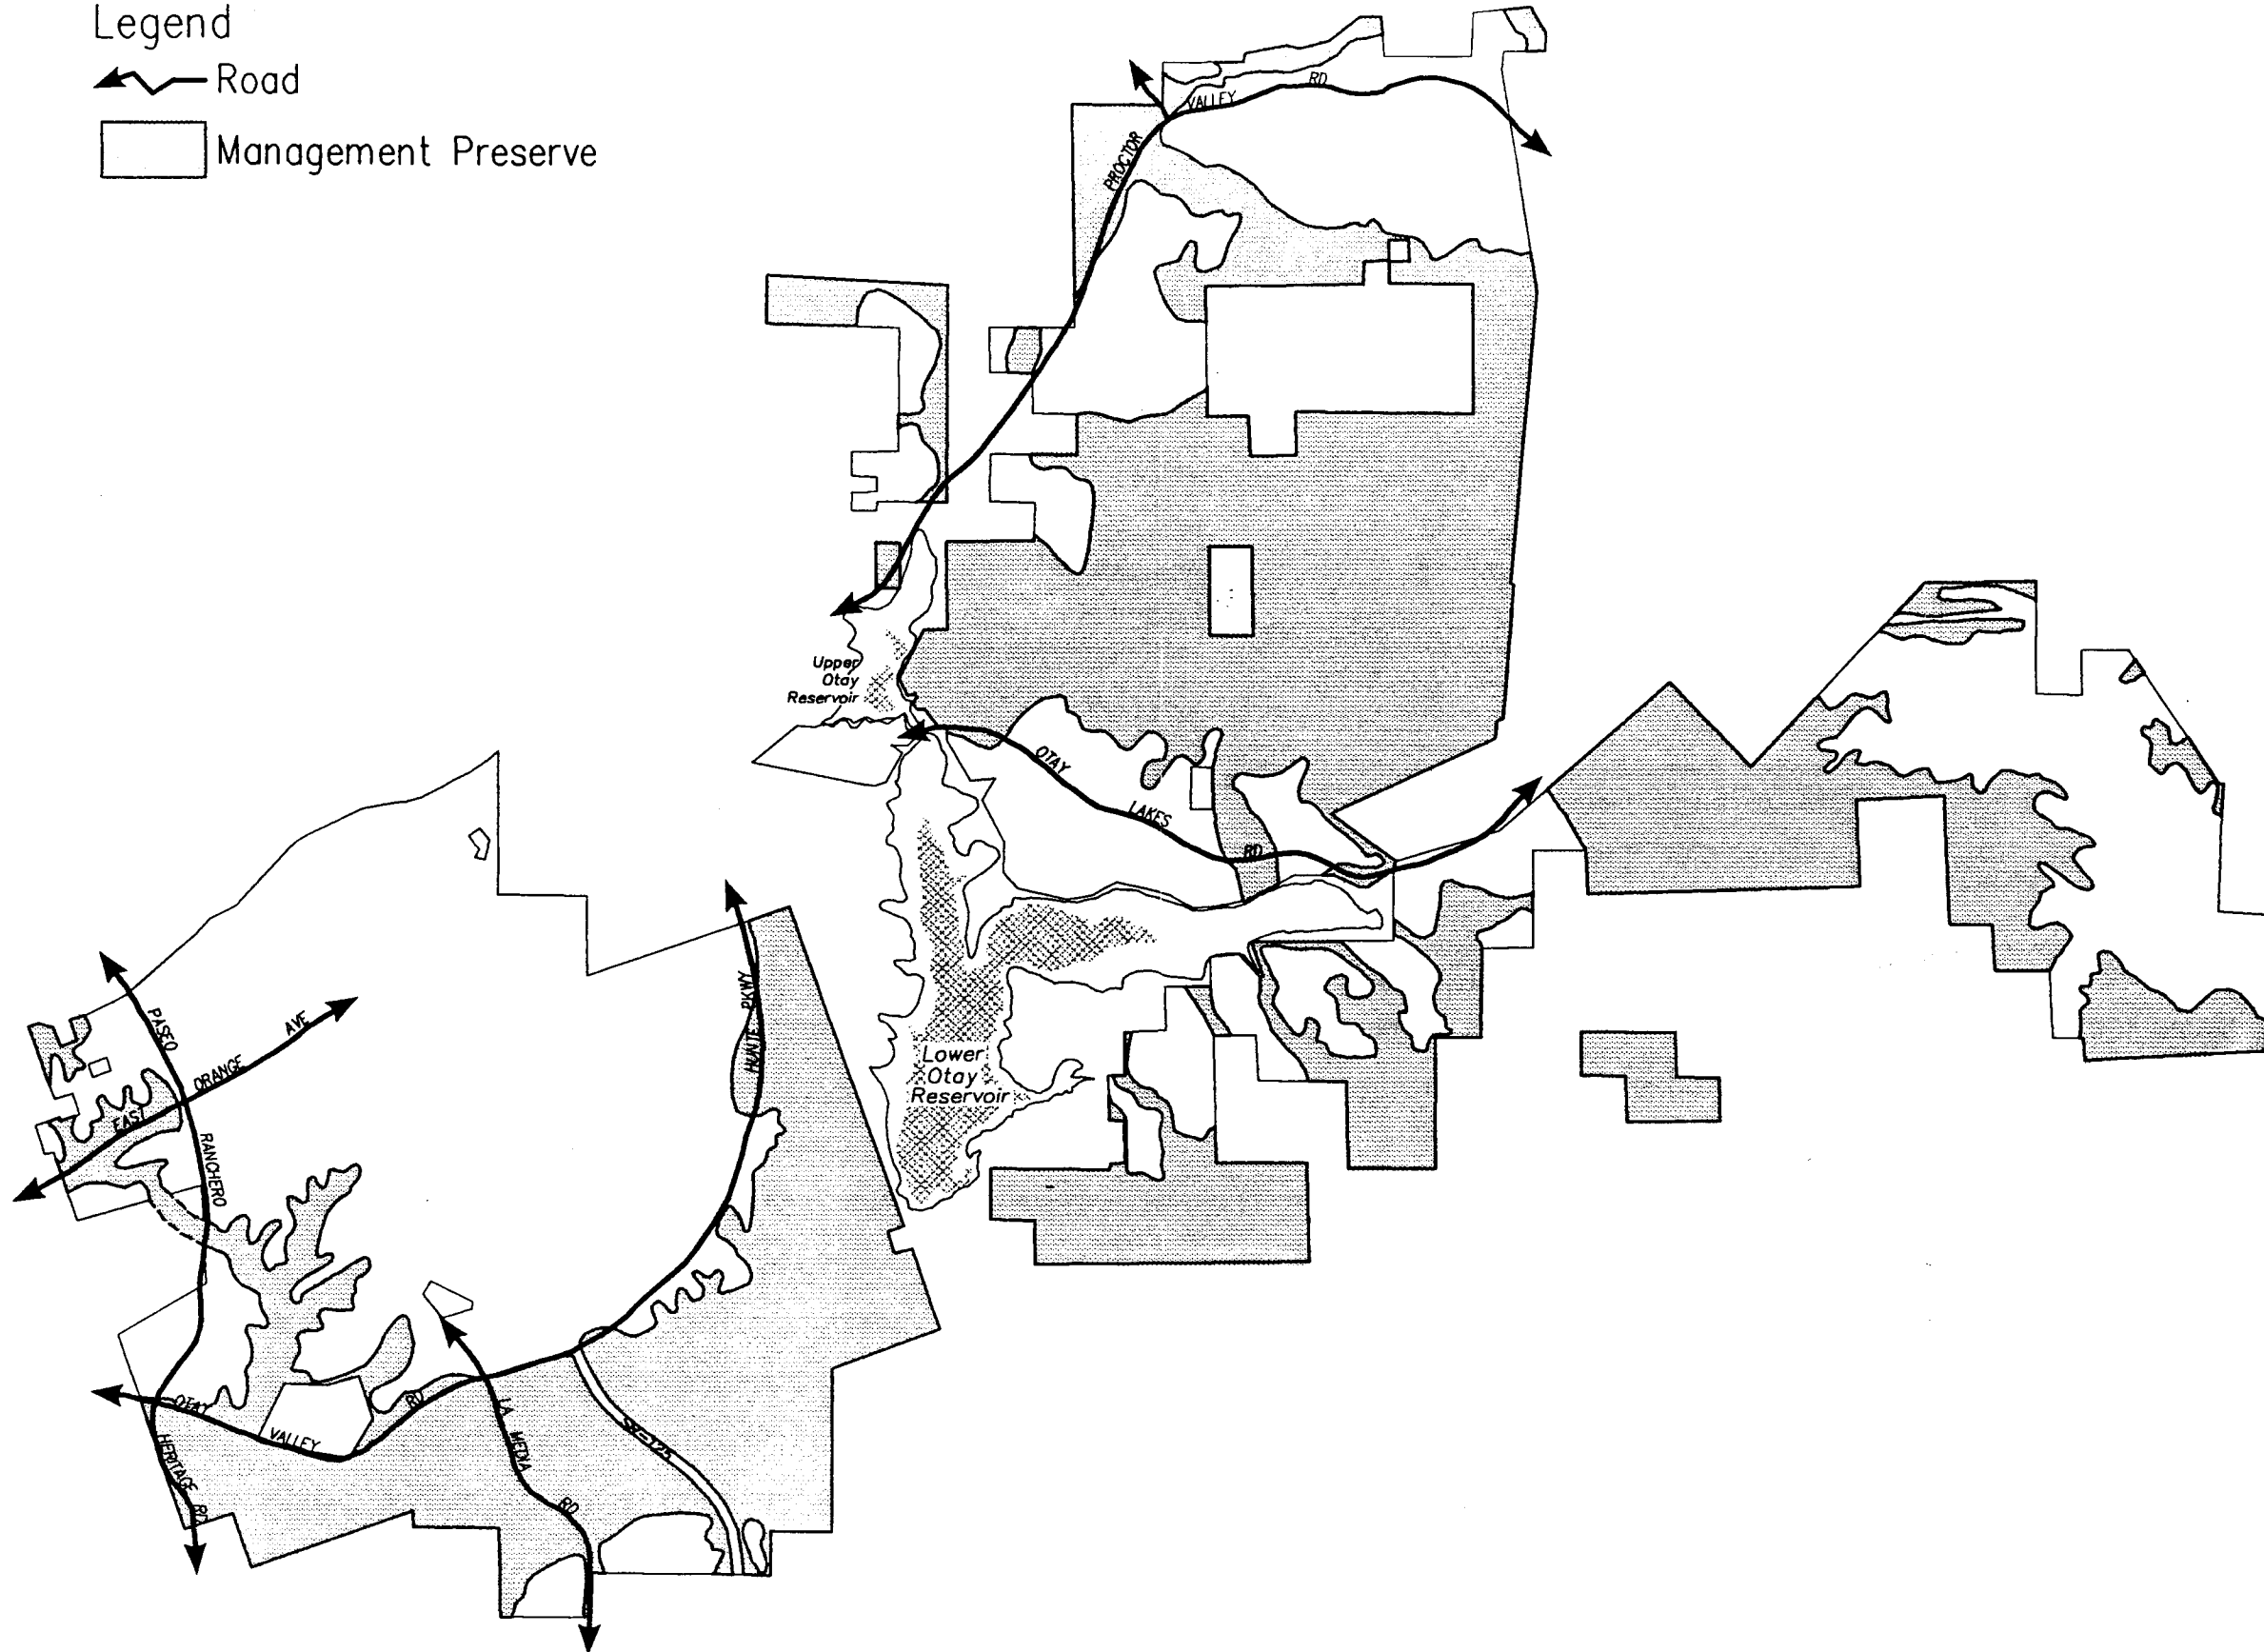 Legend
Road
Management Preserve
VALLEY RD
PROCTOR
Upper
Otay
Reservoir
OTAY LAKES RD
HUNTE PKWY
PASEO RANCHERO
EAST ORANGE AVE
Lower
Otay
Reservoir
OTAY VALLEY RD
HERITAGE RD
LA MEDIA RD
SR-125